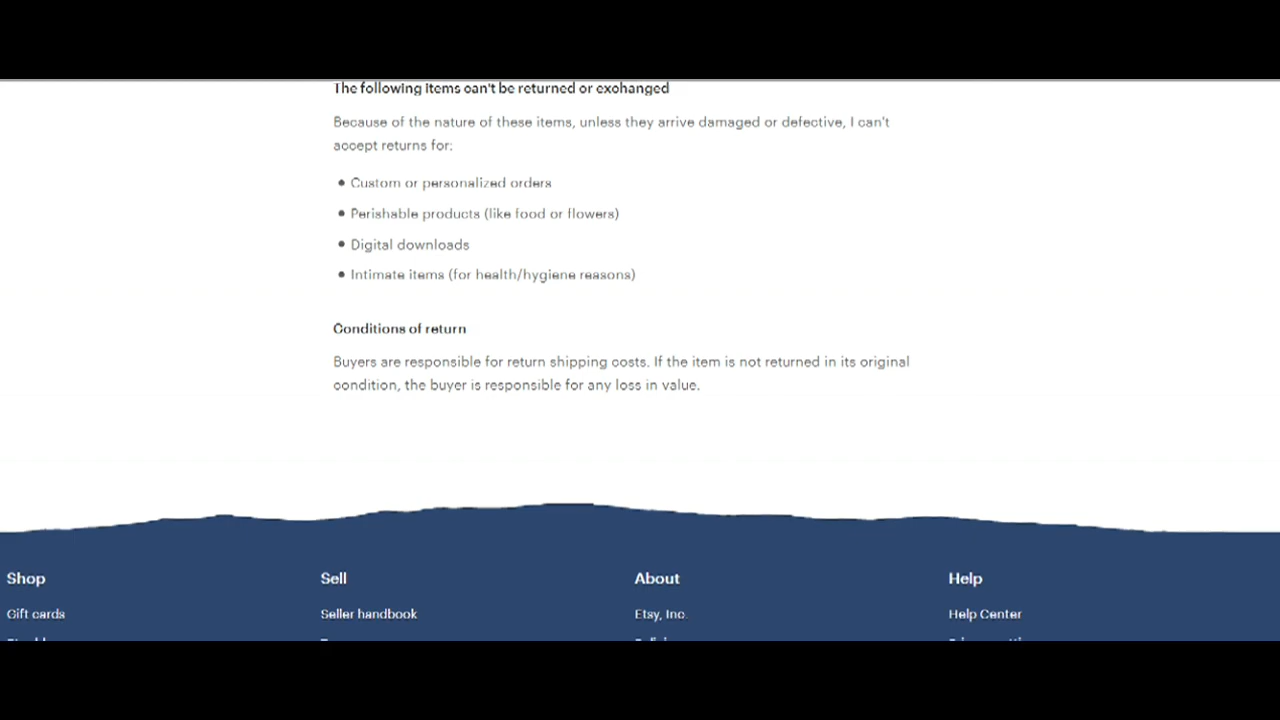 The following items can't be returned or exchanged
Because of the nature of these items, unless they arrive damaged or defective, I can't
accept returns for:
• Custom or personalized orders
• Perishable products (like food or flowers)
• Digital downloads
• Intimate items (for health/hygiene reasons)
Conditions of return
Buyers are responsible for return shipping costs. If the item is not returned in its original
condition, the buyer is responsible for any loss in value.
Shop Sell About Help
Gift cards Seller handbook Etsy, Inc. Help Center